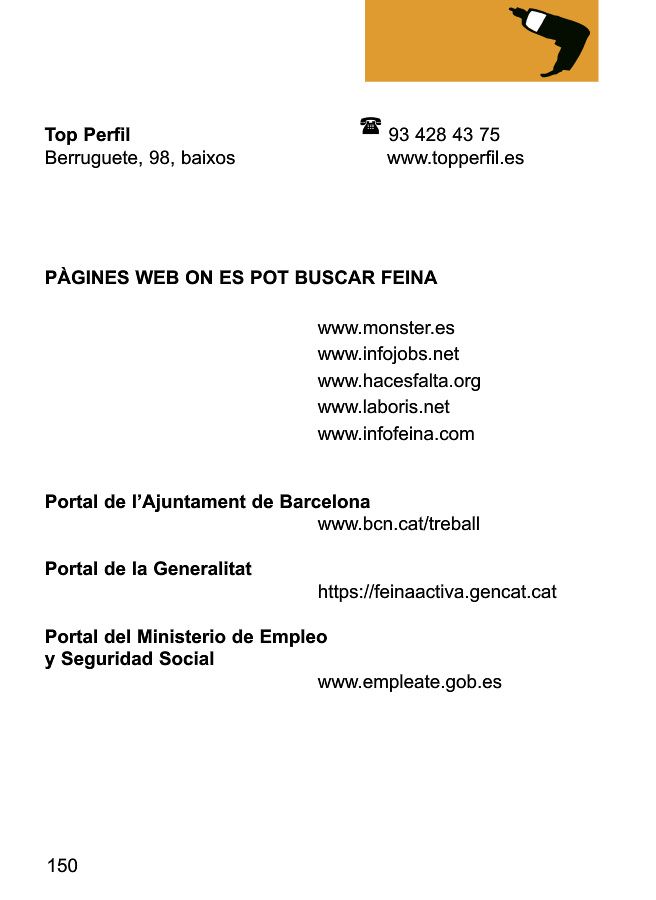 Top Perfil ☎ 93 428 43 75
Berruguete, 98, baixos www.topperfil.es
PÀGINES WEB ON ES POT BUSCAR FEINA
www.monster.es
www.infojobs.net
www.hacesfalta.org
www.laboris.net
www.infofeina.com
Portal de l’Ajuntament de Barcelona
www.bcn.cat/treball
Portal de la Generalitat
https://feinaactiva.gencat.cat
Portal del Ministerio de Empleo
y Seguridad Social
www.empleate.gob.es
150